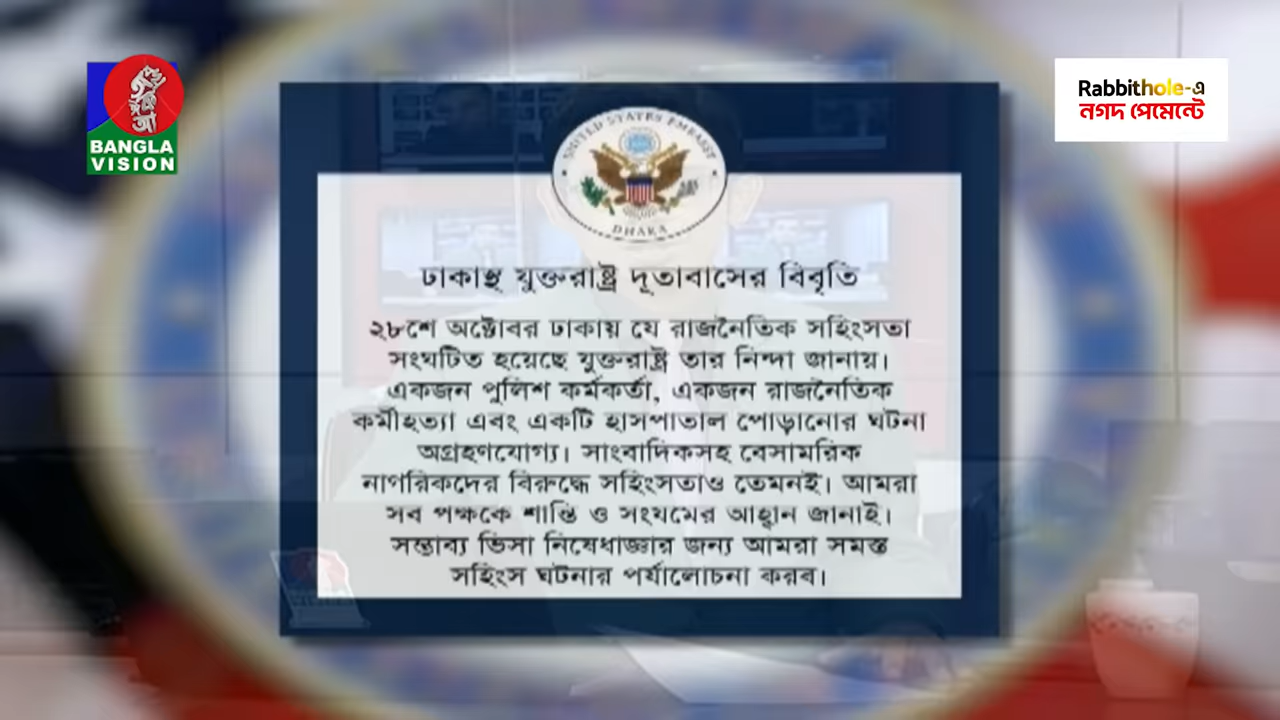 BANGLA
VISION
Rabbithole-এ
নগদ পেমেন্টে
UNITED STATES EMBASSY
DHAKA
ঢাকাস্থ যুক্তরাষ্ট্র দূতাবাসের বিবৃতি
২৮শে অক্টোবর ঢাকায় যে রাজনৈতিক সহিংসতা
সংঘটিত হয়েছে যুক্তরাষ্ট্র তার নিন্দা জানায়।
একজন পুলিশ কর্মকর্তা, একজন রাজনৈতিক
কর্মীহত্যা এবং একটি হাসপাতাল পোড়ানোর ঘটনা
অগ্রহণযোগ্য। সাংবাদিকসহ বেসামরিক
নাগরিকদের বিরুদ্ধে সহিংসতাও তেমনই। আমরা
সব পক্ষকে শান্তি ও সংযমের আহ্বান জানাই।
সম্ভাব্য ভিসা নিষেধাজ্ঞার জন্য আমরা সমস্ত
সহিংস ঘটনার পর্যালোচনা করব।